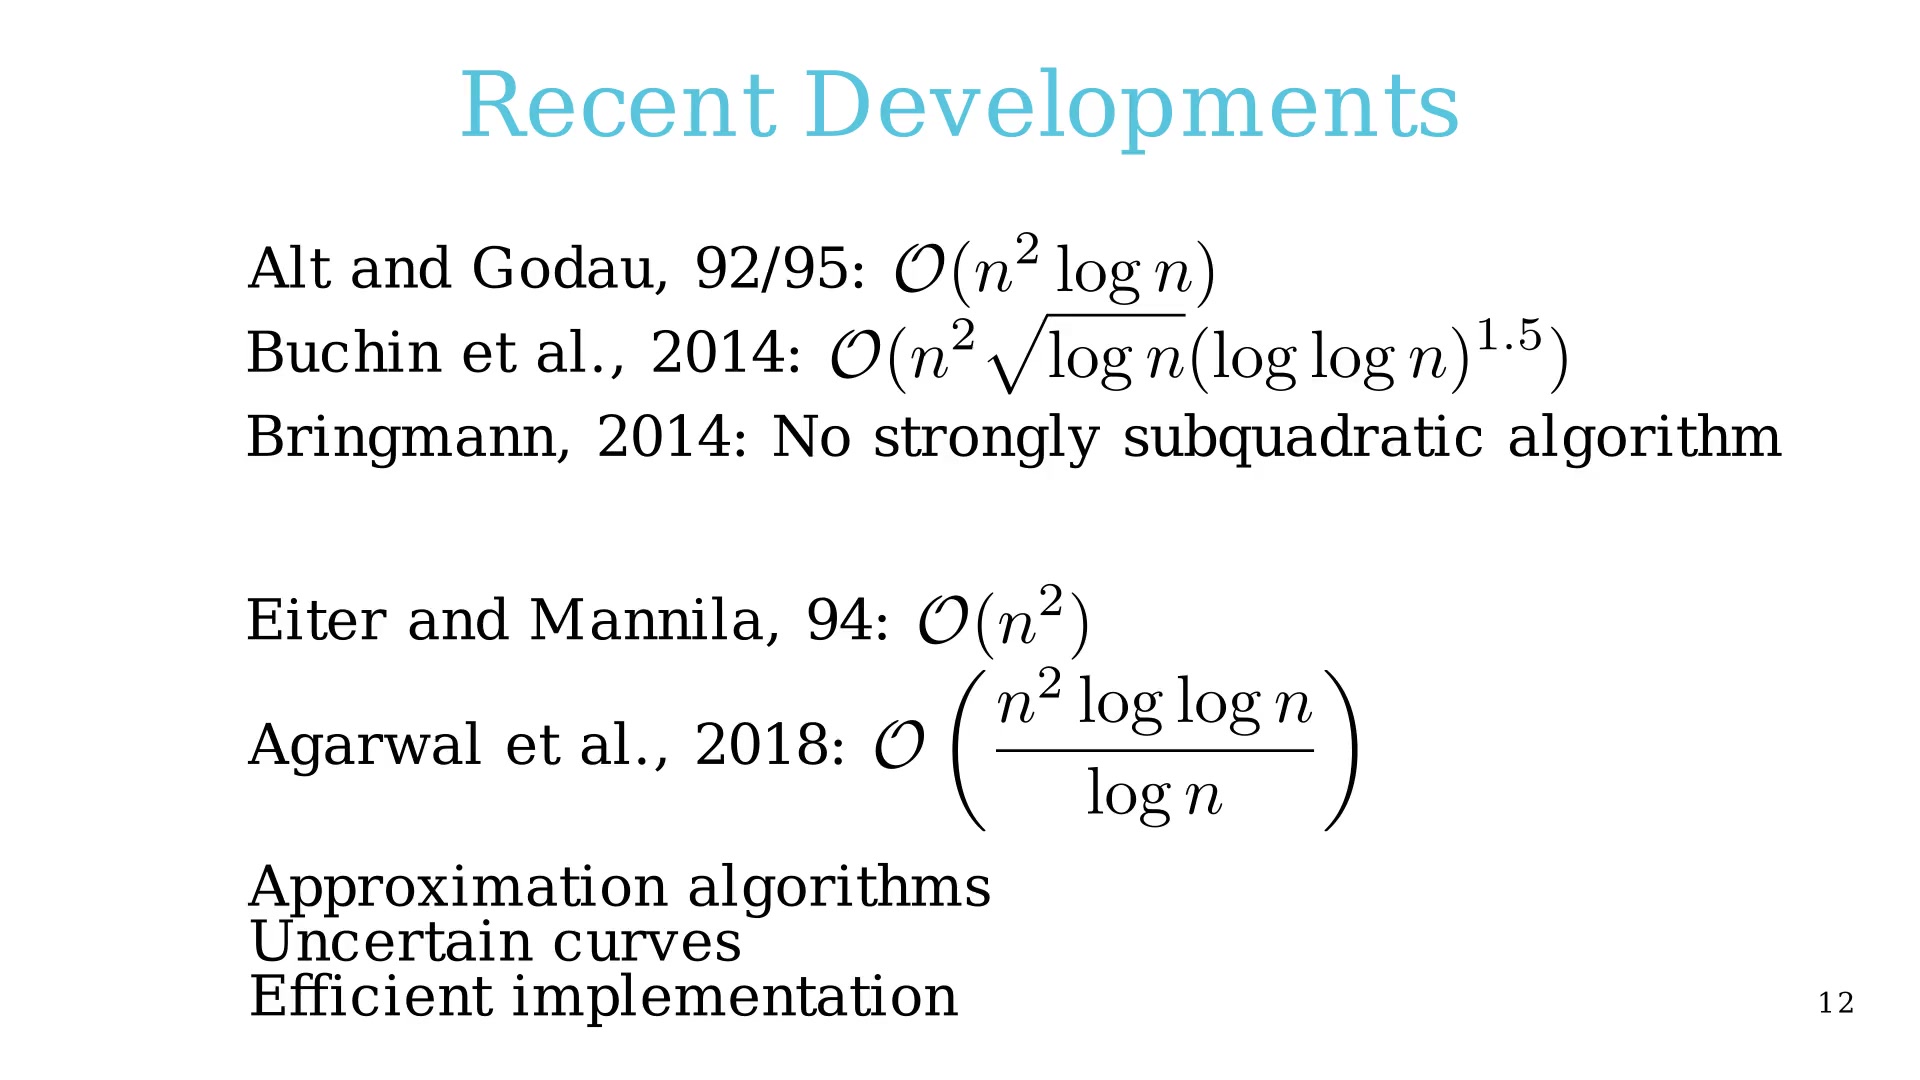 Recent Developments
Alt and Godau, 92/95: $\mathcal{O}(n^2 \log n)$
Buchin et al., 2014: $\mathcal{O}(n^2 \sqrt{\log n}(\log \log n)^{1.5})$
Bringmann, 2014: No strongly subquadratic algorithm
Eiter and Mannila, 94: $\mathcal{O}(n^2)$
Agarwal et al., 2018: $\mathcal{O}\left(\frac{n^2 \log \log n}{\log n}\right)$
Approximation algorithms
Uncertain curves
Efficient implementation
12